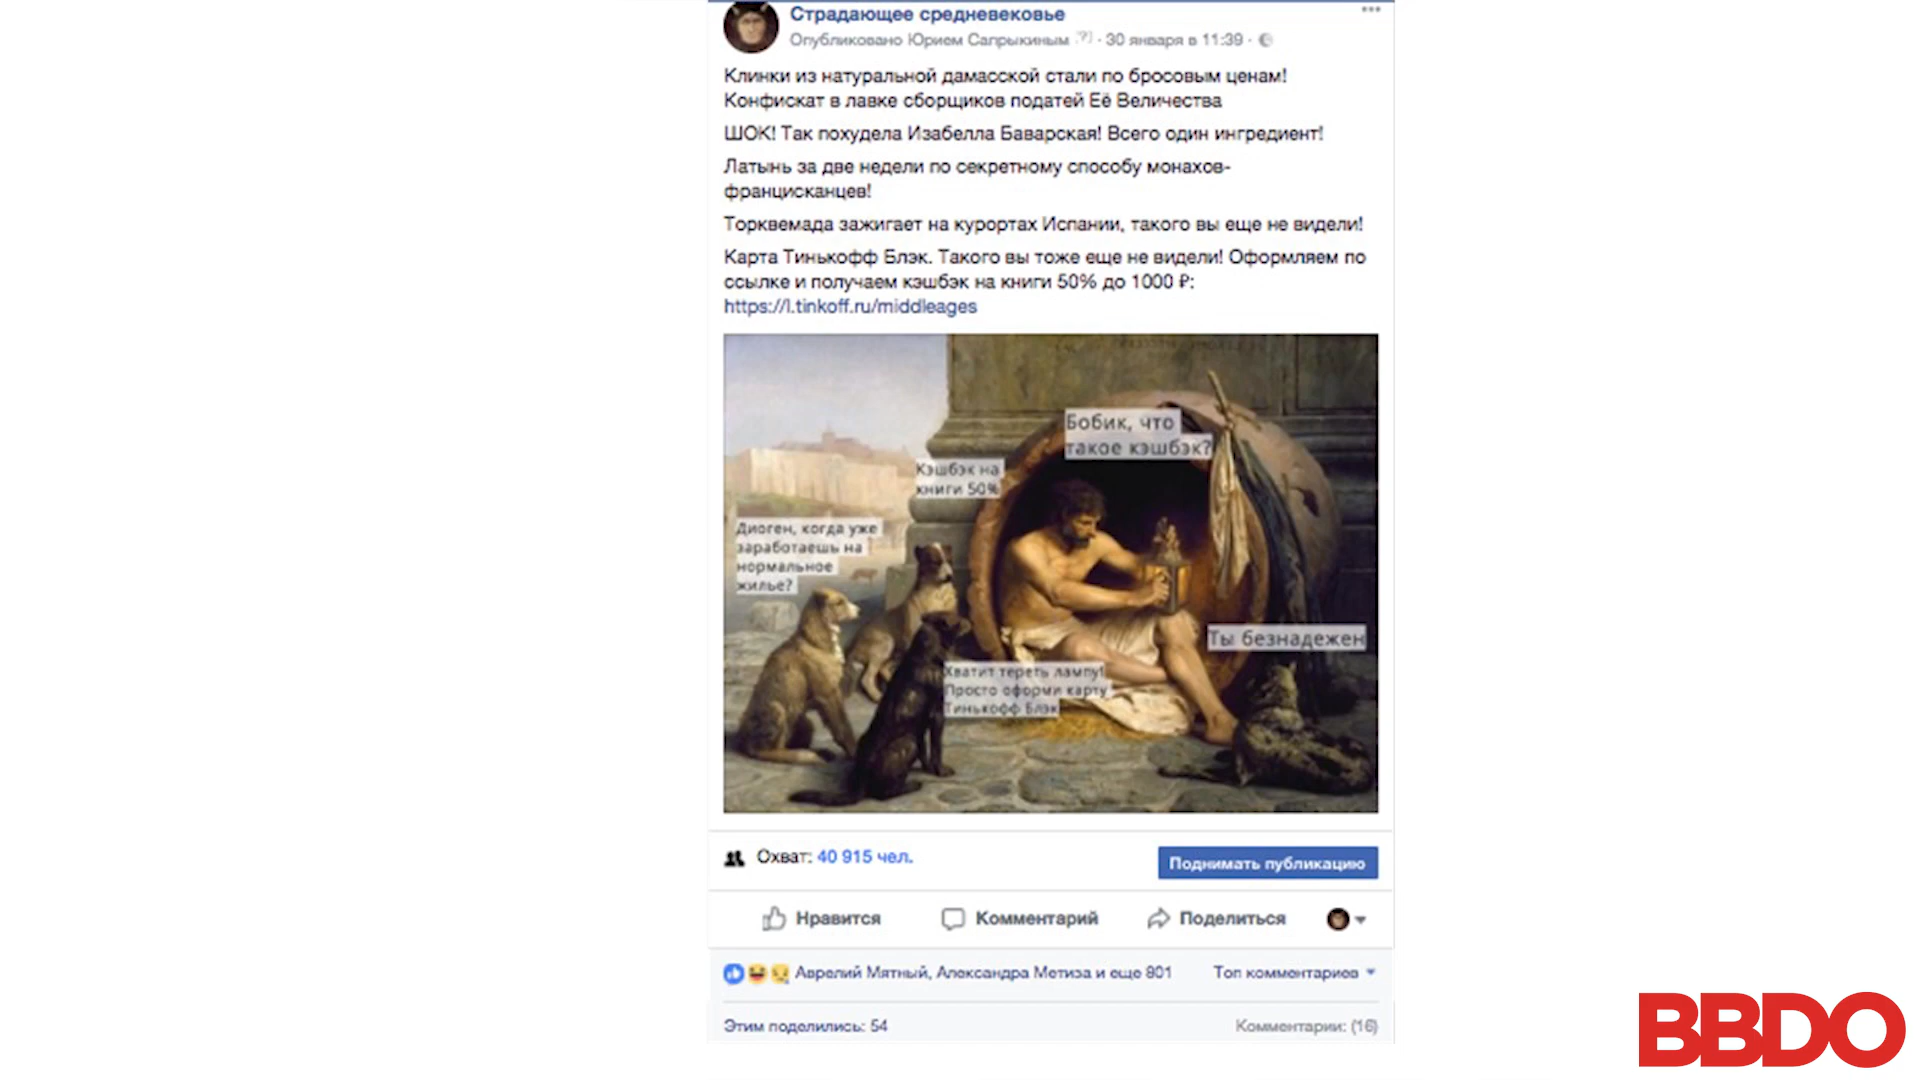 Страдающее средневековье
Опубликовано Юрием Сапрыкиным [?] · 30 января в 11:39 ·
Клинки из натуральной дамасской стали по бросовым ценам!
Конфискат в лавке сборщиков податей Её Величества
ШОК! Так похудела Изабелла Баварская! Всего один ингредиент!
Латынь за две недели по секретному способу монахов-
францисканцев!
Торквемада зажигает на курортах Испании, такого вы еще не видели!
Карта Тинькофф Блэк. Такого вы тоже еще не видели! Оформляем по
ссылке и получаем кэшбэк на книги 50% до 1000 ₽:
https://l.tinkoff.ru/middleages
Бобик, что
такое кэшбэк?
Кэшбэк на
книги 50%
Диоген, когда уже
заработаешь на
нормальное
жилье?
Ты безнадежен
Хватит тереть лампу!
Просто оформи карту
Тинькофф Блэк
Охват: 40 915 чел.
Поднимать публикацию
Нравится
Комментарий
Поделиться
Аврелий Мятный, Александра Метиза и еще 801
Топ комментариев
Этим поделились: 54
Комментарии: (16)
BBDO